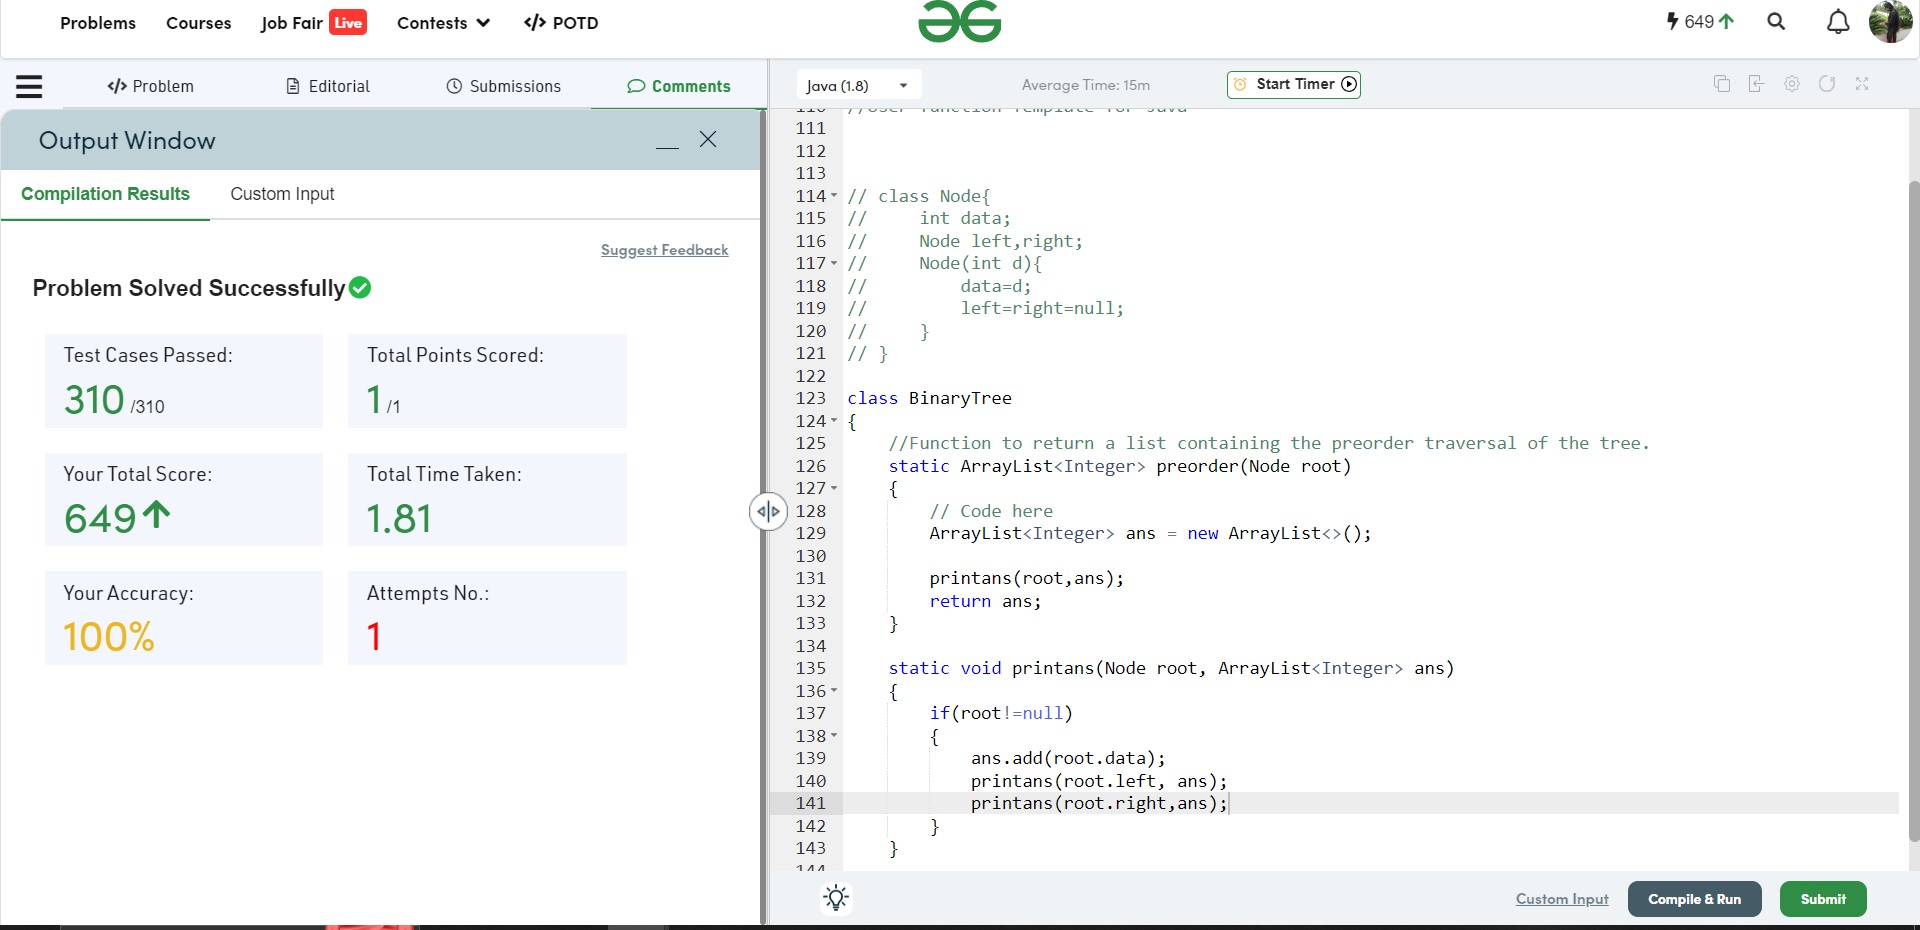 Problems Courses Job Fair Live Contests </> POTD 649
</> Problem Editorial Submissions Comments
Output Window
Compilation Results Custom Input
Suggest Feedback
Problem Solved Successfully
Test Cases Passed:
310 /310
Total Points Scored:
1 /1
Your Total Score:
649
Total Time Taken:
1.81
Your Accuracy:
100%
Attempts No.:
1
Java (1.8) Average Time: 15m Start Timer
110 //User function Template for Java
111
112
113
114 // class Node{
115 //     int data;
116 //     Node left,right;
117 //     Node(int d){
118 //         data=d;
119 //         left=right=null;
120 //     }
121 // }
122
123 class BinaryTree
124 {
125     //Function to return a list containing the preorder traversal of the tree.
126     static ArrayList<Integer> preorder(Node root)
127     {
128         // Code here
129         ArrayList<Integer> ans = new ArrayList<>();
130
131         printans(root,ans);
132         return ans;
133     }
134
135     static void printans(Node root, ArrayList<Integer> ans)
136     {
137         if(root!=null)
138         {
139             ans.add(root.data);
140             printans(root.left, ans);
141             printans(root.right,ans);
142         }
143     }
144
Custom Input Compile & Run Submit